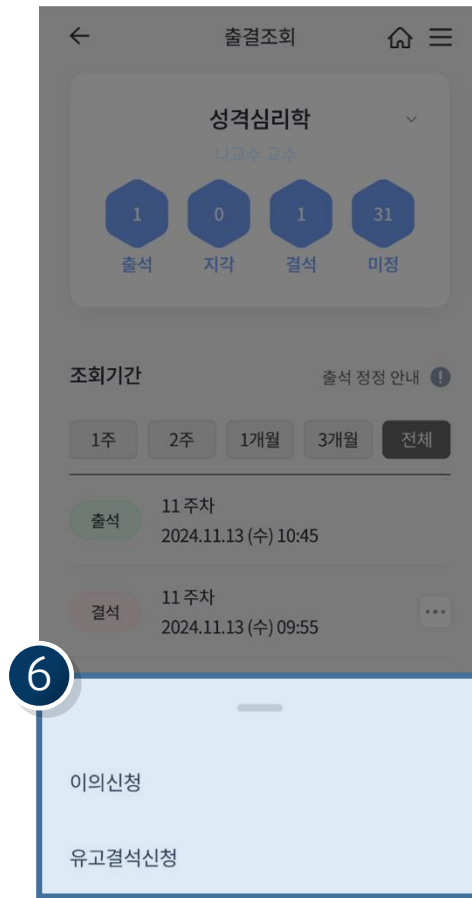 출결조회
성격심리학
나교수 교수
1 0 1 31
출석 지각 결석 미정
조회기간 출석 정정 안내 !
1주 2주 1개월 3개월 전체
출석
11 주차
2024.11.13 (수) 10:45
결석
11 주차
2024.11.13 (수) 09:55
6
이의신청
유고결석신청